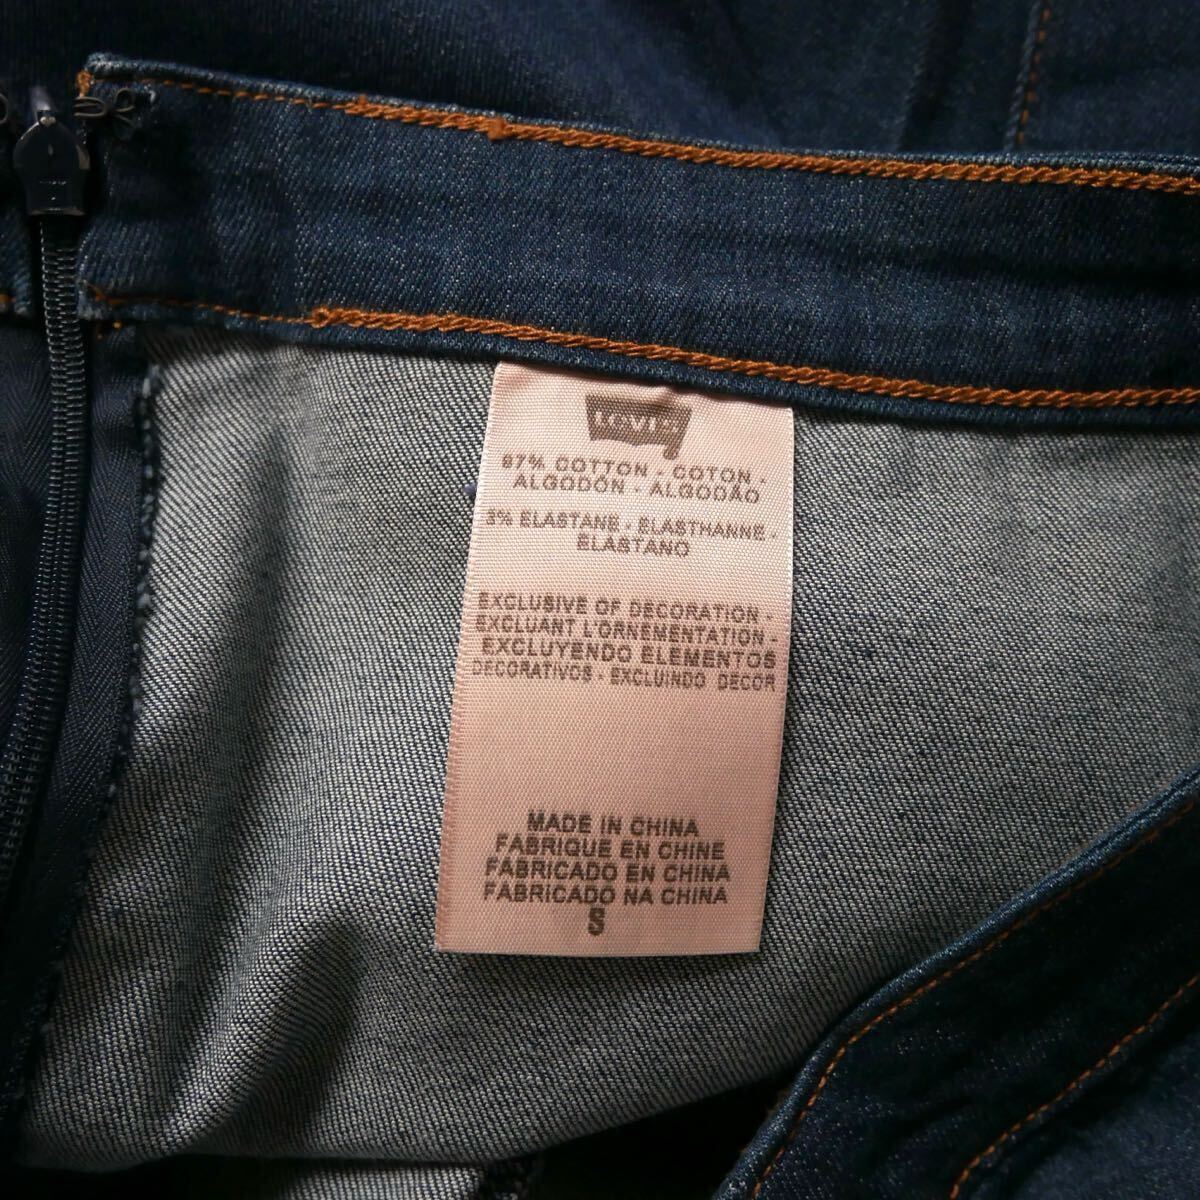 Levi's
97% COTTON - COTON -
ALGODÓN - ALGODÃO
3% ELASTANE - ELASTHANNE -
ELASTANO
EXCLUSIVE OF DECORATION -
EXCLUANT L'ORNEMENTATION -
EXCLUYENDO ELEMENTOS
DECORATIVOS - EXCLUINDO DECOR
MADE IN CHINA
FABRIQUE EN CHINE
FABRICADO EN CHINA
FABRICADO NA CHINA
S